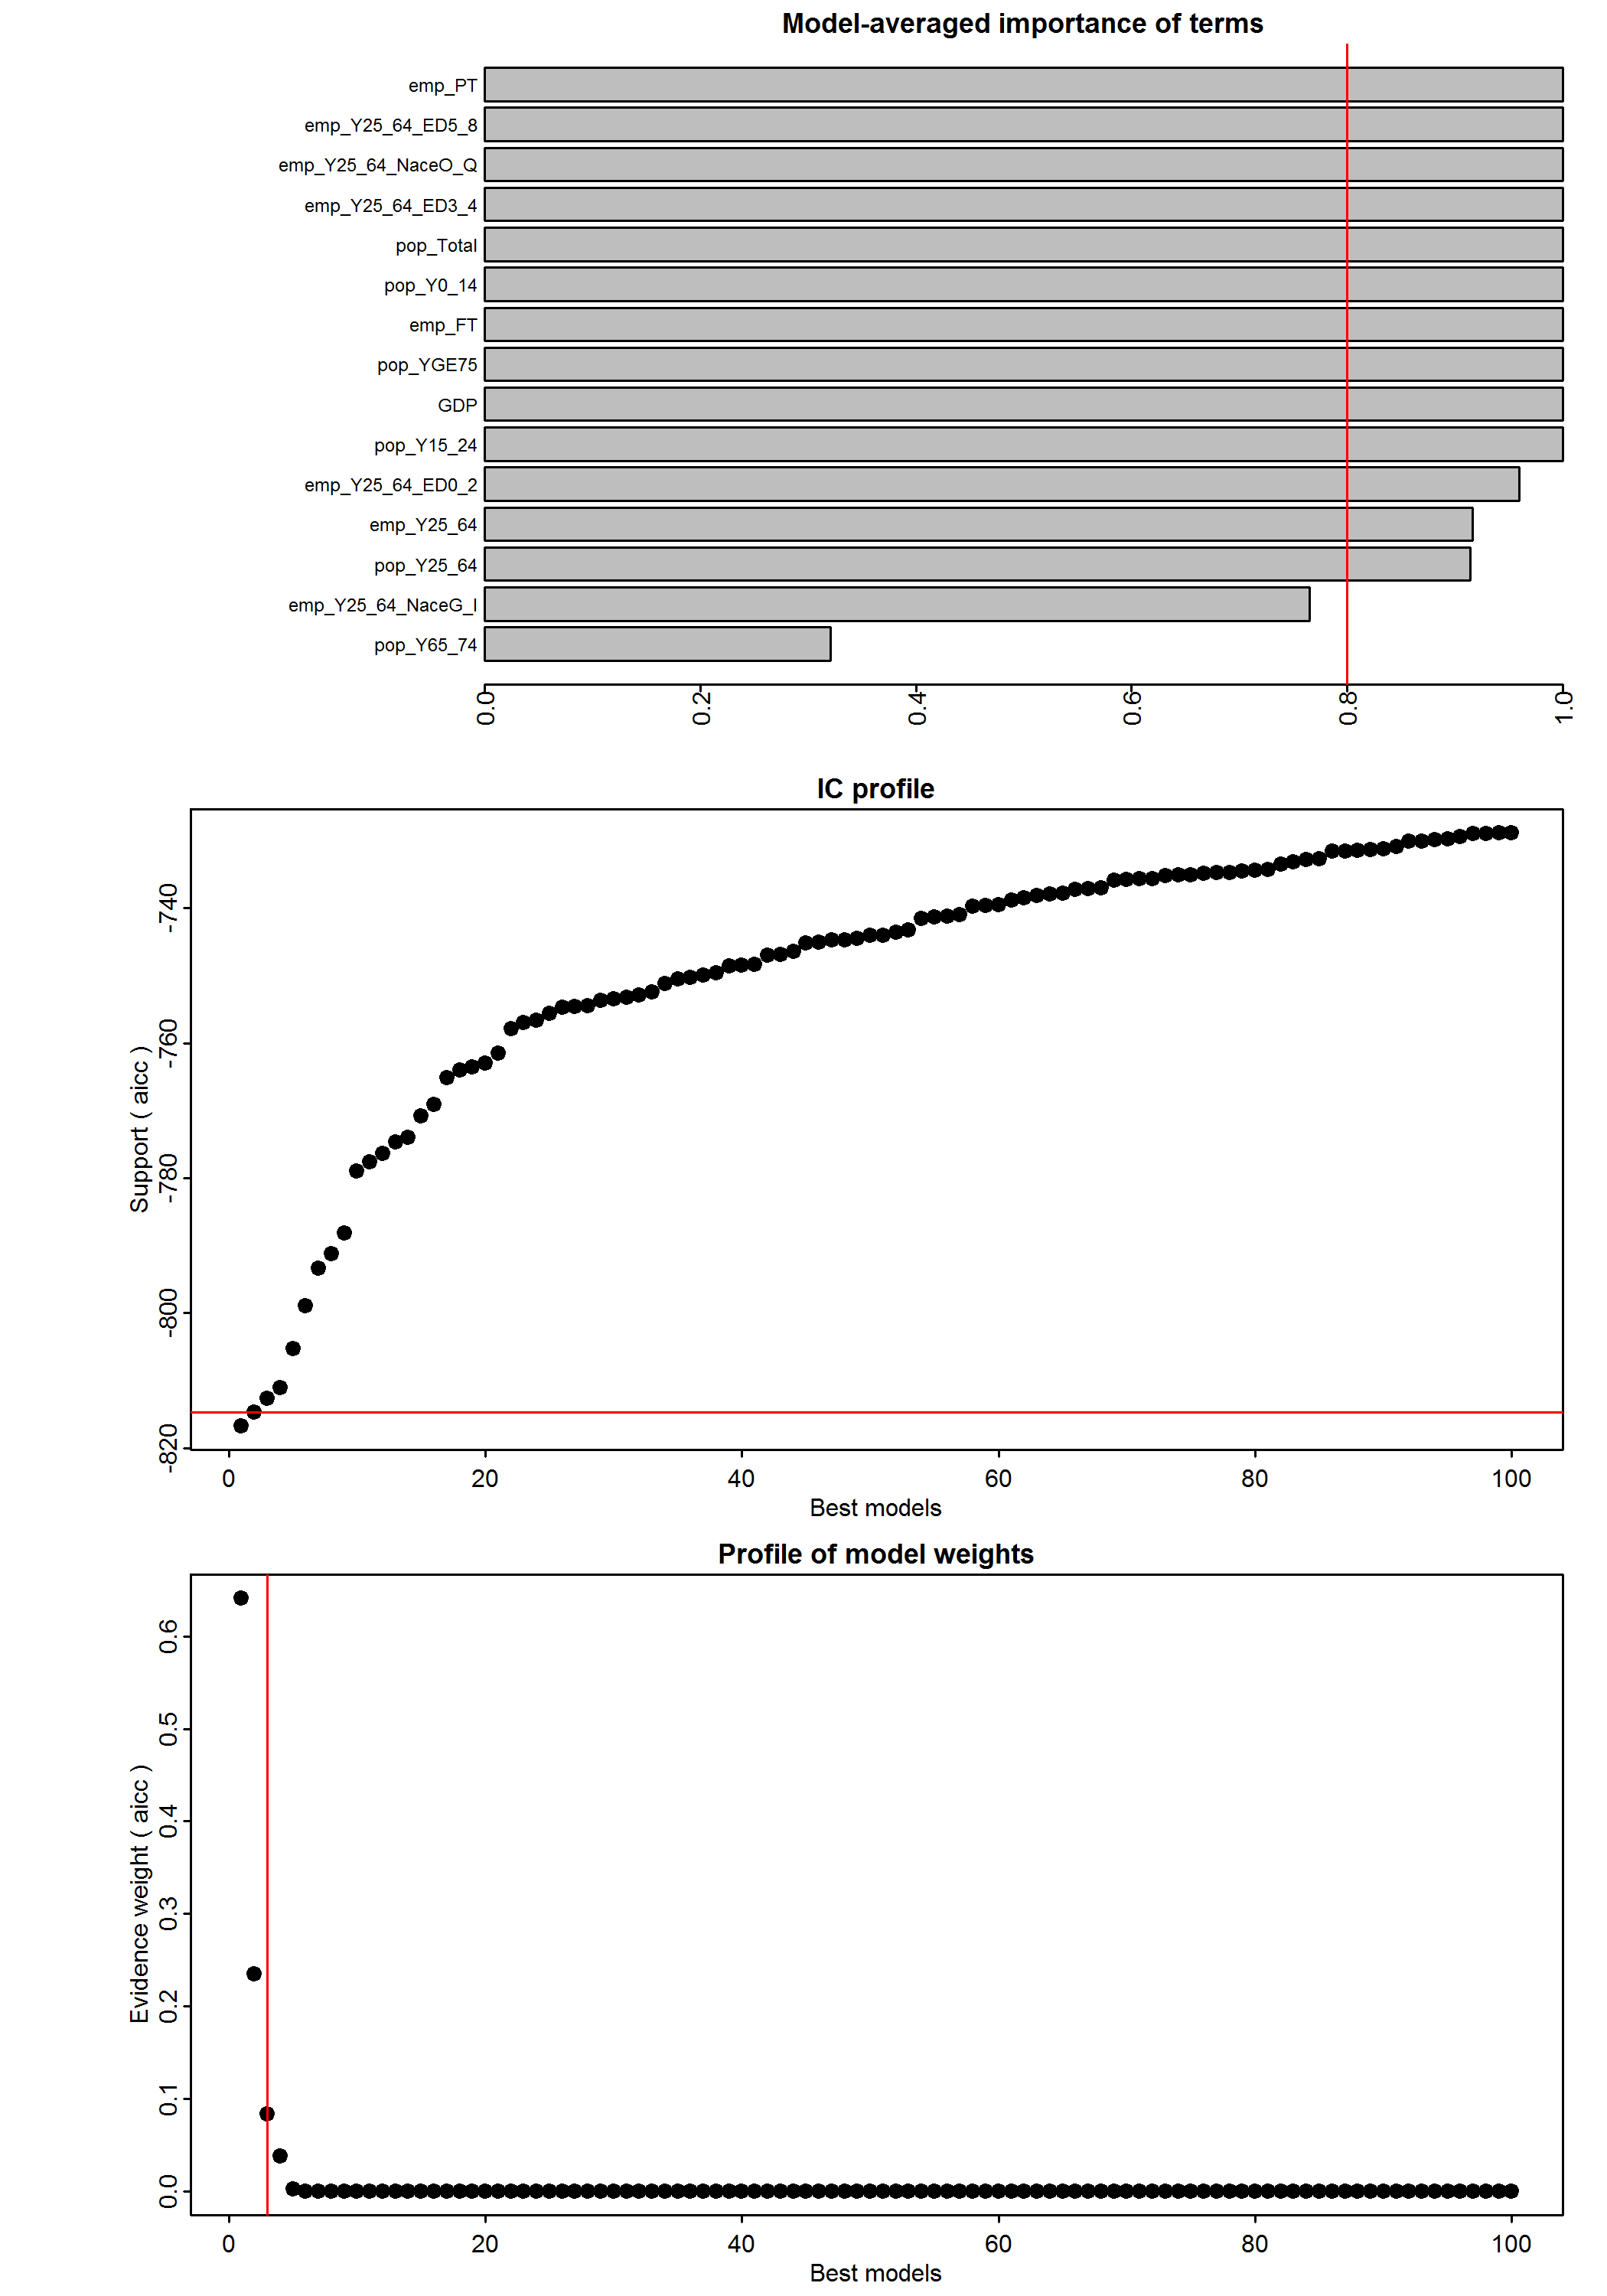 Model-averaged importance of terms
emp_PT
emp_Y25_64_ED5_8
emp_Y25_64_NaceO_Q
emp_Y25_64_ED3_4
pop_Total
pop_Y0_14
emp_FT
pop_YGE75
GDP
pop_Y15_24
emp_Y25_64_ED0_2
emp_Y25_64
pop_Y25_64
emp_Y25_64_NaceG_I
pop_Y65_74
0.0 0.2 0.4 0.6 0.8 1.0
IC profile
Support ( aicc )
-740
-760
-780
-800
-820
0 20 40 60 80 100
Best models
Profile of model weights
Evidence weight ( aicc )
0.6
0.5
0.4
0.3
0.2
0.1
0.0
0 20 40 60 80 100
Best models